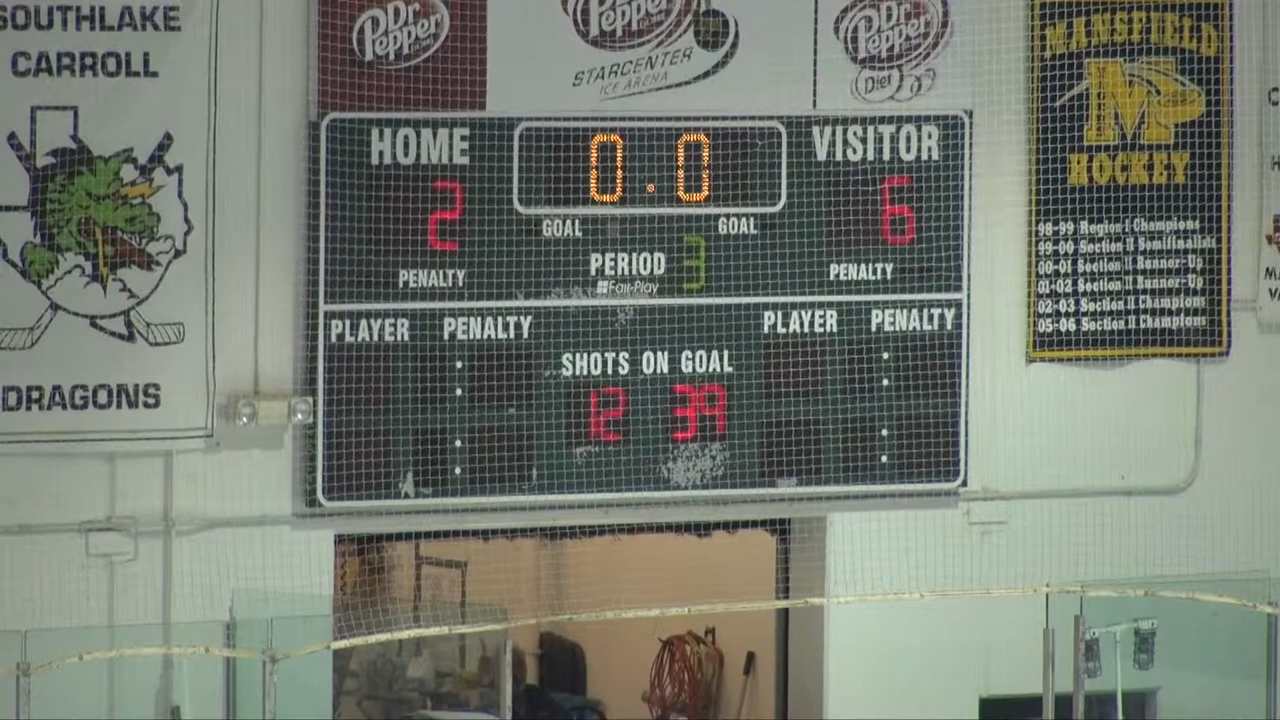 SOUTHLAKE
CARROLL
DRAGONS
Dr Pepper
Dr Pepper
STARCENTER
ICE ARENA
Dr Pepper
Diet
HOME
0.0
VISITOR
2
6
GOAL
GOAL
PERIOD 3
Fair-Play
PENALTY
PENALTY
PLAYER PENALTY
PLAYER PENALTY
SHOTS ON GOAL
12 39
MANSFIELD
M
HOCKEY
98-99 Region I Champions
99-00 Section II Semifinalists
00-01 Section II Runner-Up
01-02 Section II Runner-Up
02-03 Section II Champions
05-06 Section II Champions